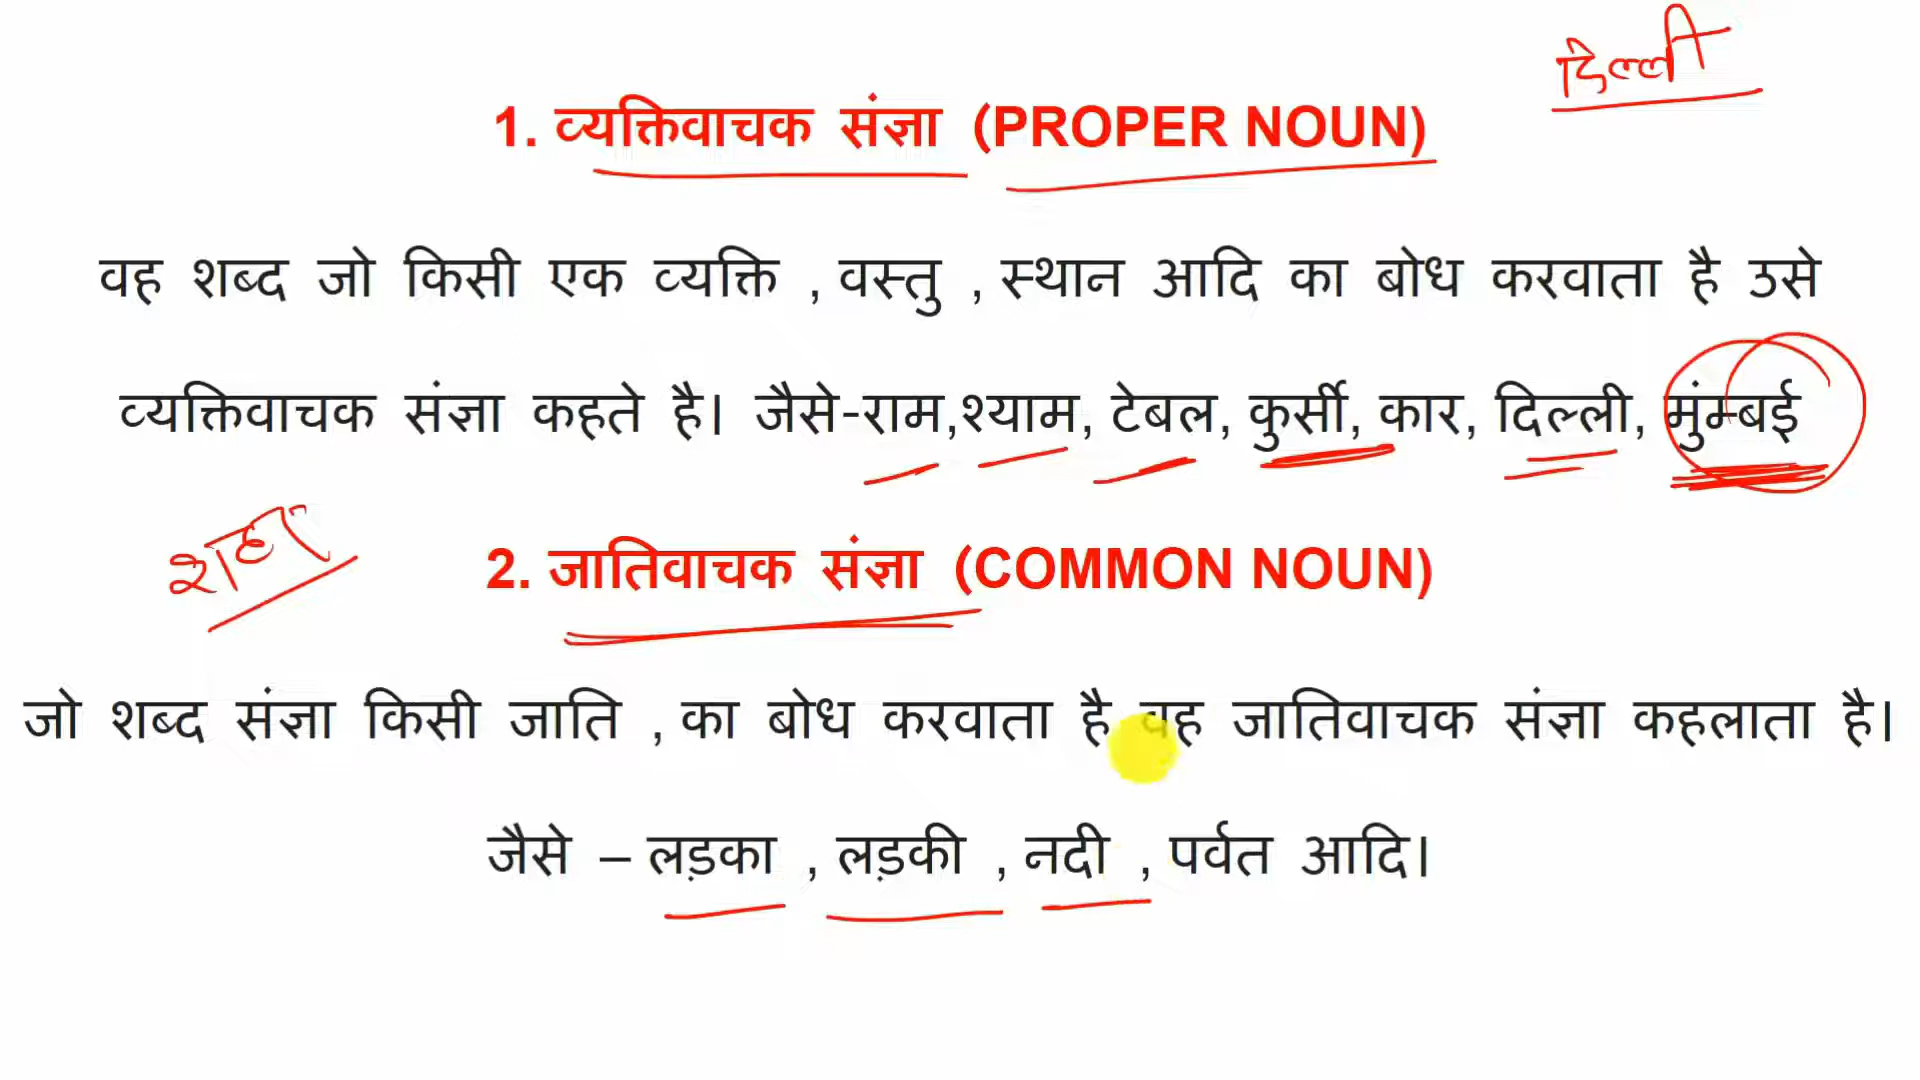 दिल्ली
1. व्यक्तिवाचक संज्ञा (PROPER NOUN)
वह शब्द जो किसी एक व्यक्ति , वस्तु , स्थान आदि का बोध करवाता है उसे
व्यक्तिवाचक संज्ञा कहते है। जैसे-राम,श्याम, टेबल, कुर्सी, कार, दिल्ली, मुंम्बई
2. जातिवाचक संज्ञा (COMMON NOUN)
जो शब्द संज्ञा किसी जाति , का बोध करवाता है वह जातिवाचक संज्ञा कहलाता है।
जैसे – लड़का , लड़की , नदी , पर्वत आदि।